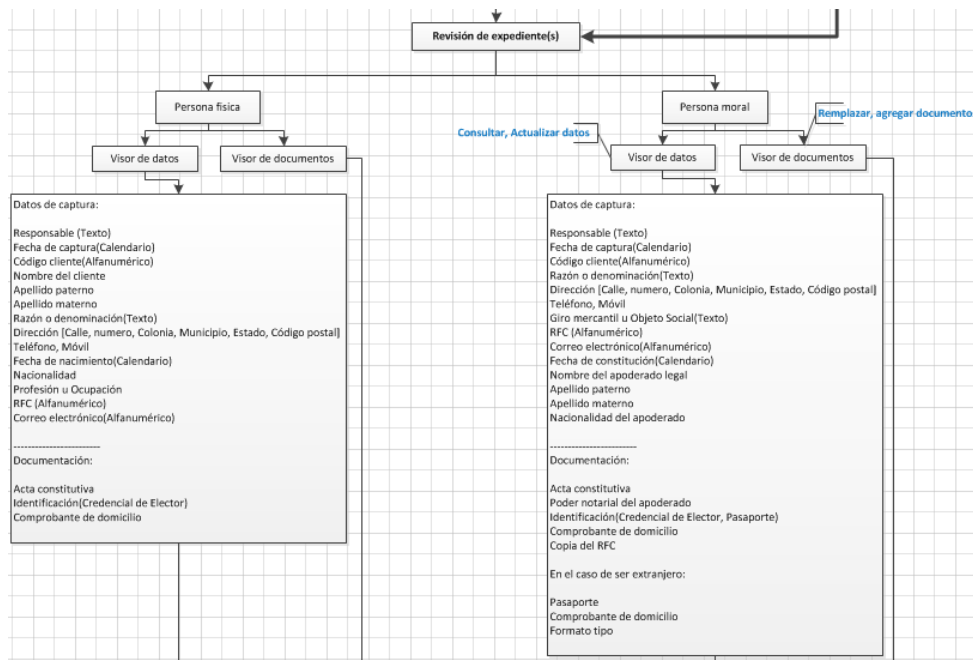 Revisión de expediente(s)
Persona física
Persona moral
Remplazar, agregar documento
Consultar, Actualizar datos
Visor de datos
Visor de documentos
Visor de datos
Visor de documentos
Datos de captura:
Responsable (Texto)
Fecha de captura(Calendario)
Código cliente(Alfanumérico)
Nombre del cliente
Apellido paterno
Apellido materno
Razón o denominación(Texto)
Dirección [Calle, numero, Colonia, Municipio, Estado, Código postal]
Teléfono, Móvil
Fecha de nacimiento(Calendario)
Nacionalidad
Profesión u Ocupación
RFC (Alfanumérico)
Correo electrónico(Alfanumérico)
------------------------
Documentación:
Acta constitutiva
Identificación(Credencial de Elector)
Comprobante de domicilio
Datos de captura:
Responsable (Texto)
Fecha de captura(Calendario)
Código cliente(Alfanumérico)
Razón o denominación(Texto)
Dirección [Calle, numero, Colonia, Municipio, Estado, Código postal]
Teléfono, Móvil
Giro mercantil u Objeto Social(Texto)
RFC (Alfanumérico)
Correo electrónico(Alfanumérico)
Fecha de constitución(Calendario)
Nombre del apoderado legal
Apellido paterno
Apellido materno
Nacionalidad del apoderado
------------------------
Documentación:
Acta constitutiva
Poder notarial del apoderado
Identificación(Credencial de Elector, Pasaporte)
Comprobante de domicilio
Copia del RFC
En el caso de ser extranjero:
Pasaporte
Comprobante de domicilio
Formato tipo